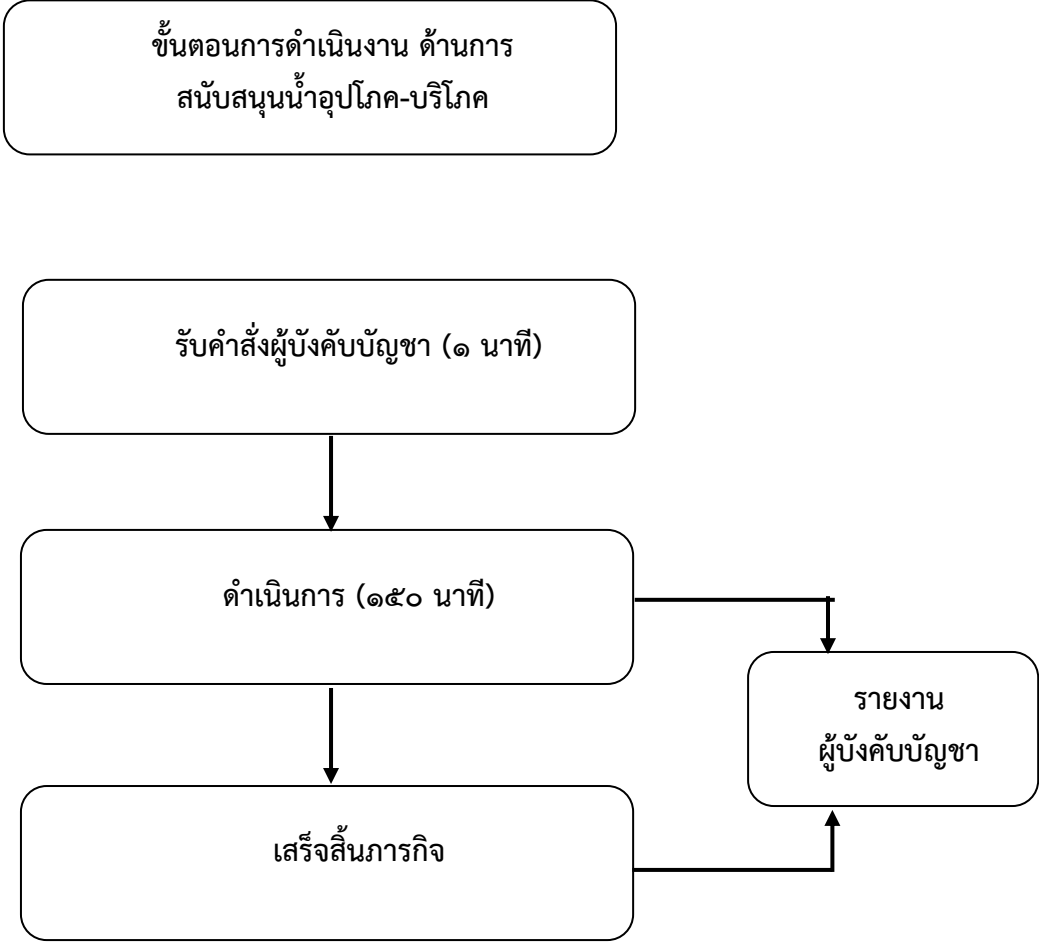 ขั้นตอนการดำเนินงาน ด้านการ
สนับสนุนน้ำอุปโภค-บริโภค
รับคำสั่งผู้บังคับบัญชา (๑ นาที)
ดำเนินการ (๑๕๐ นาที)
รายงาน
ผู้บังคับบัญชา
เสร็จสิ้นภารกิจ